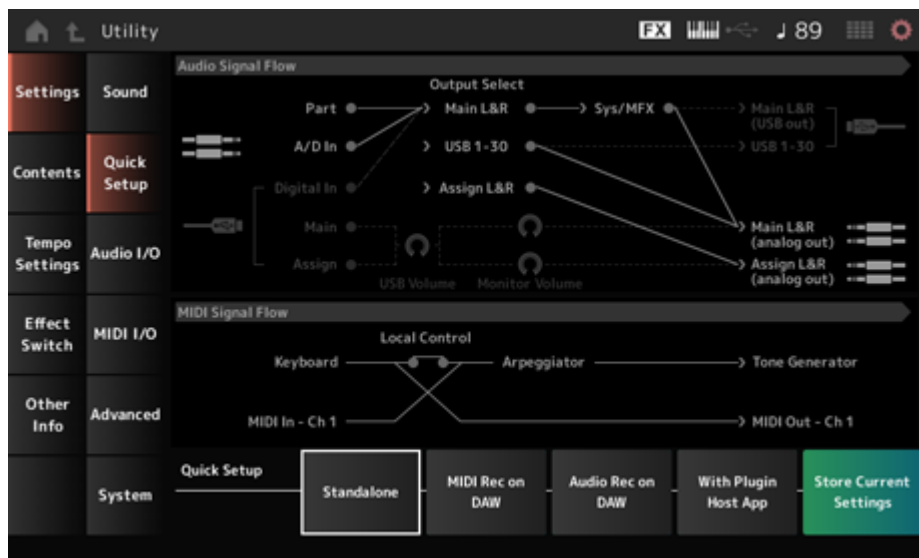 Utility
FX
♩ 89
Settings
Contents
Tempo
Settings
Effect
Switch
Other
Info
Sound
Quick
Setup
Audio I/O
MIDI I/O
Advanced
System
Audio Signal Flow
Output Select
Part
Main L&R
Sys/MFX
Main L&R
(USB out)
A/D In
USB 1-30
USB 1-30
Digital In
Assign L&R
Main
Main L&R
(analog out)
Assign
Assign L&R
(analog out)
USB Volume
Monitor Volume
MIDI Signal Flow
Local Control
Keyboard
Arpeggiator
Tone Generator
MIDI In - Ch 1
MIDI Out - Ch 1
Quick Setup
Standalone
MIDI Rec on
DAW
Audio Rec on
DAW
With Plugin
Host App
Store Current
Settings